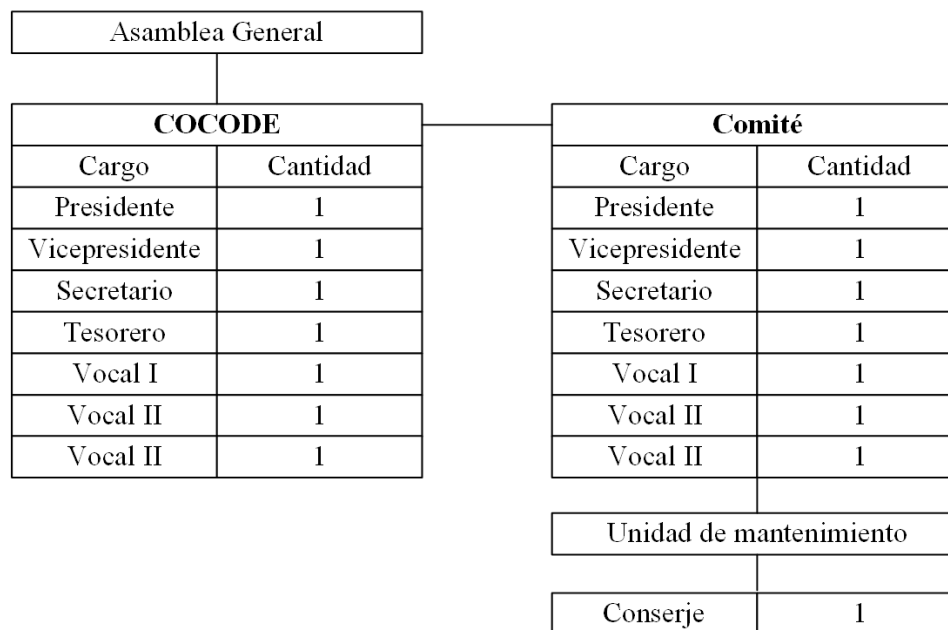 Asamblea General
COCODE
Cargo Cantidad
Presidente 1
Vicepresidente 1
Secretario 1
Tesorero 1
Vocal I 1
Vocal II 1
Vocal II 1
Comité
Cargo Cantidad
Presidente 1
Vicepresidente 1
Secretario 1
Tesorero 1
Vocal I 1
Vocal II 1
Vocal II 1
Unidad de mantenimiento
Conserje 1